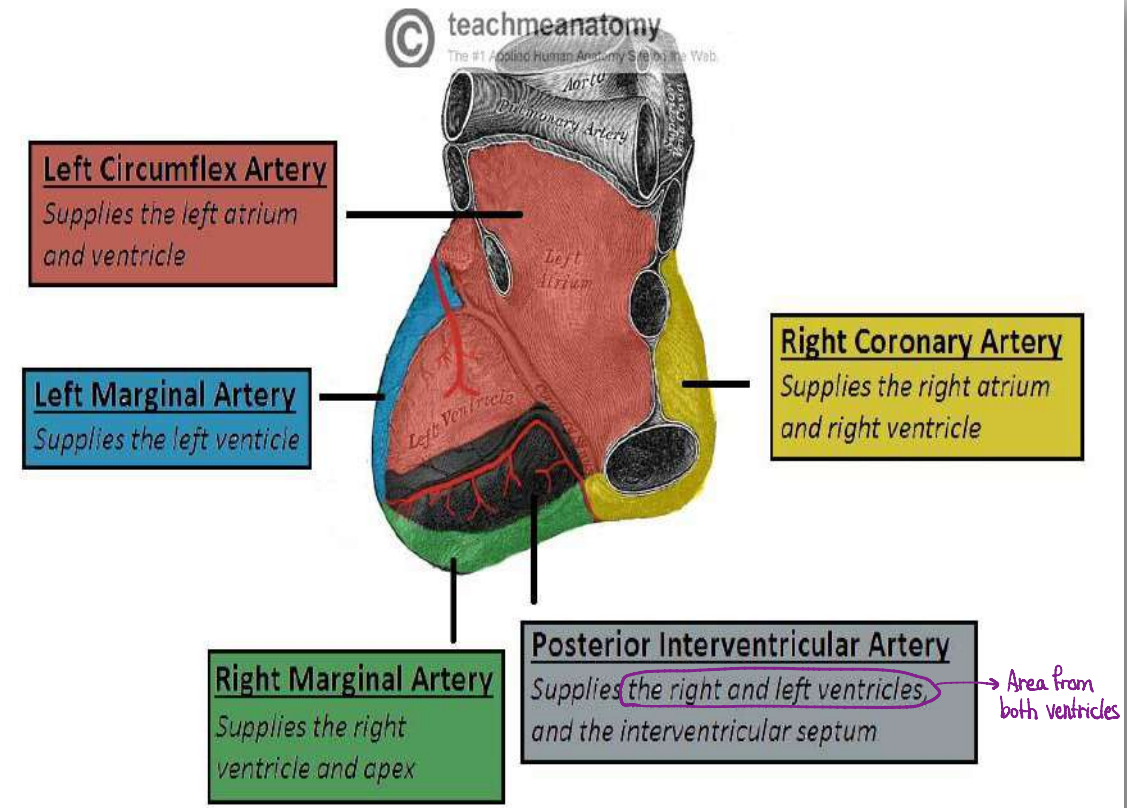 © teachmeanatomy
The #1 Applied Human Anatomy Site on the Web.
Aorta
Pulmonary Artery
Superior
Vena Cava
Left Circumflex Artery
Supplies the left atrium
and ventricle
Left
Atrium
Right Coronary Artery
Supplies the right atrium
and right ventricle
Left Marginal Artery
Supplies the left venticle
Left Ventricle
Posterior Interventricular Artery
Supplies the right and left ventricles,
and the interventricular septum
Area from
both ventricles
Right Marginal Artery
Supplies the right
ventricle and apex